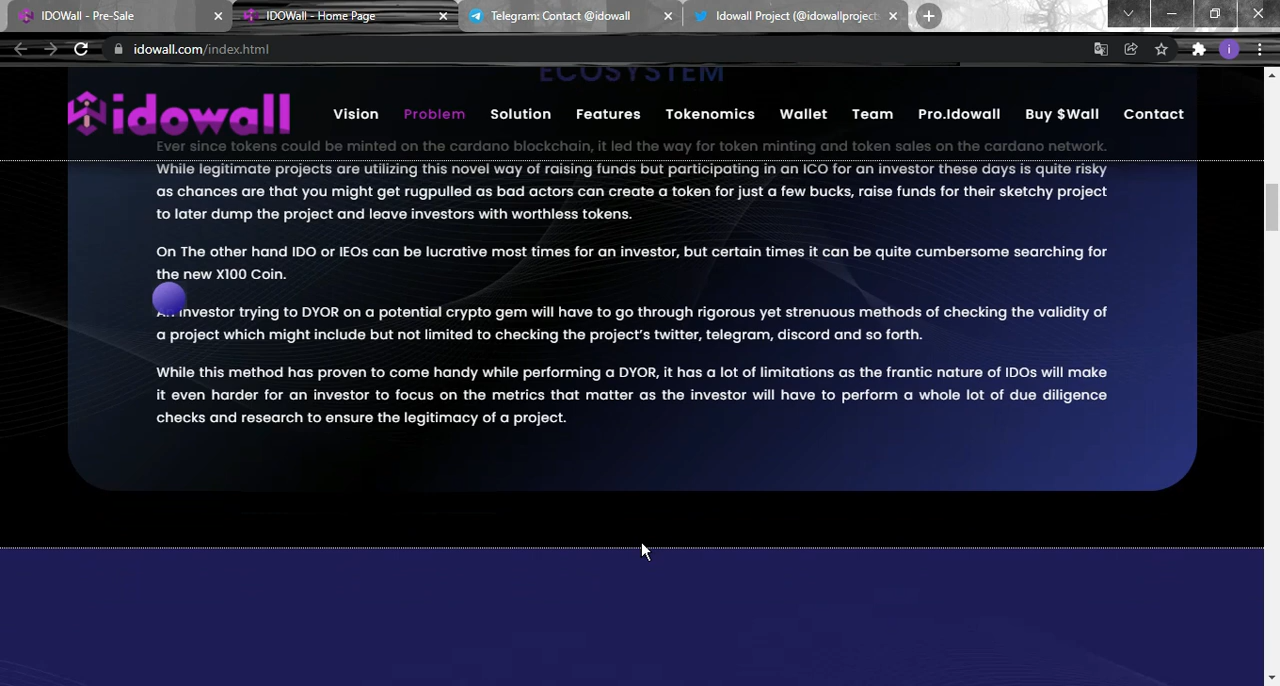 IDOWall - Pre-Sale
IDOWall - Home Page
Telegram: Contact @idowall
Idowall Project (@idowallproject
idowall.com/index.html
i
ECOSYSTEM
idowall
Vision
Problem
Solution
Features
Tokenomics
Wallet
Team
Pro.Idowall
Buy $Wall
Contact
Ever since tokens could be minted on the cardano blockchain, it led the way for token minting and token sales on the cardano network.
While legitimate projects are utilizing this novel way of raising funds but participating in an ICO for an investor these days is quite risky
as chances are that you might get rugpulled as bad actors can create a token for just a few bucks, raise funds for their sketchy project
to later dump the project and leave investors with worthless tokens.
On The other hand IDO or IEOs can be lucrative most times for an investor, but certain times it can be quite cumbersome searching for
the new X100 Coin.
An investor trying to DYOR on a potential crypto gem will have to go through rigorous yet strenuous methods of checking the validity of
a project which might include but not limited to checking the project's twitter, telegram, discord and so forth.
While this method has proven to come handy while performing a DYOR, it has a lot of limitations as the frantic nature of IDOs will make
it even harder for an investor to focus on the metrics that matter as the investor will have to perform a whole lot of due diligence
checks and research to ensure the legitimacy of a project.